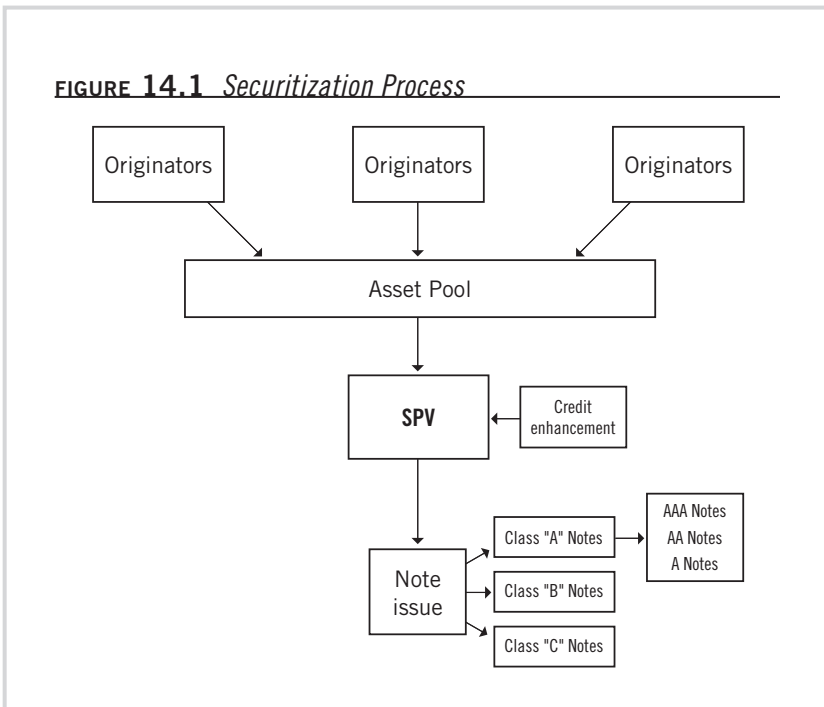 FIGURE 14.1 Securitization Process
Originators
Originators
Originators
Asset Pool
SPV
Credit
enhancement
Note
issue
Class "A" Notes
Class "B" Notes
Class "C" Notes
AAA Notes
AA Notes
A Notes